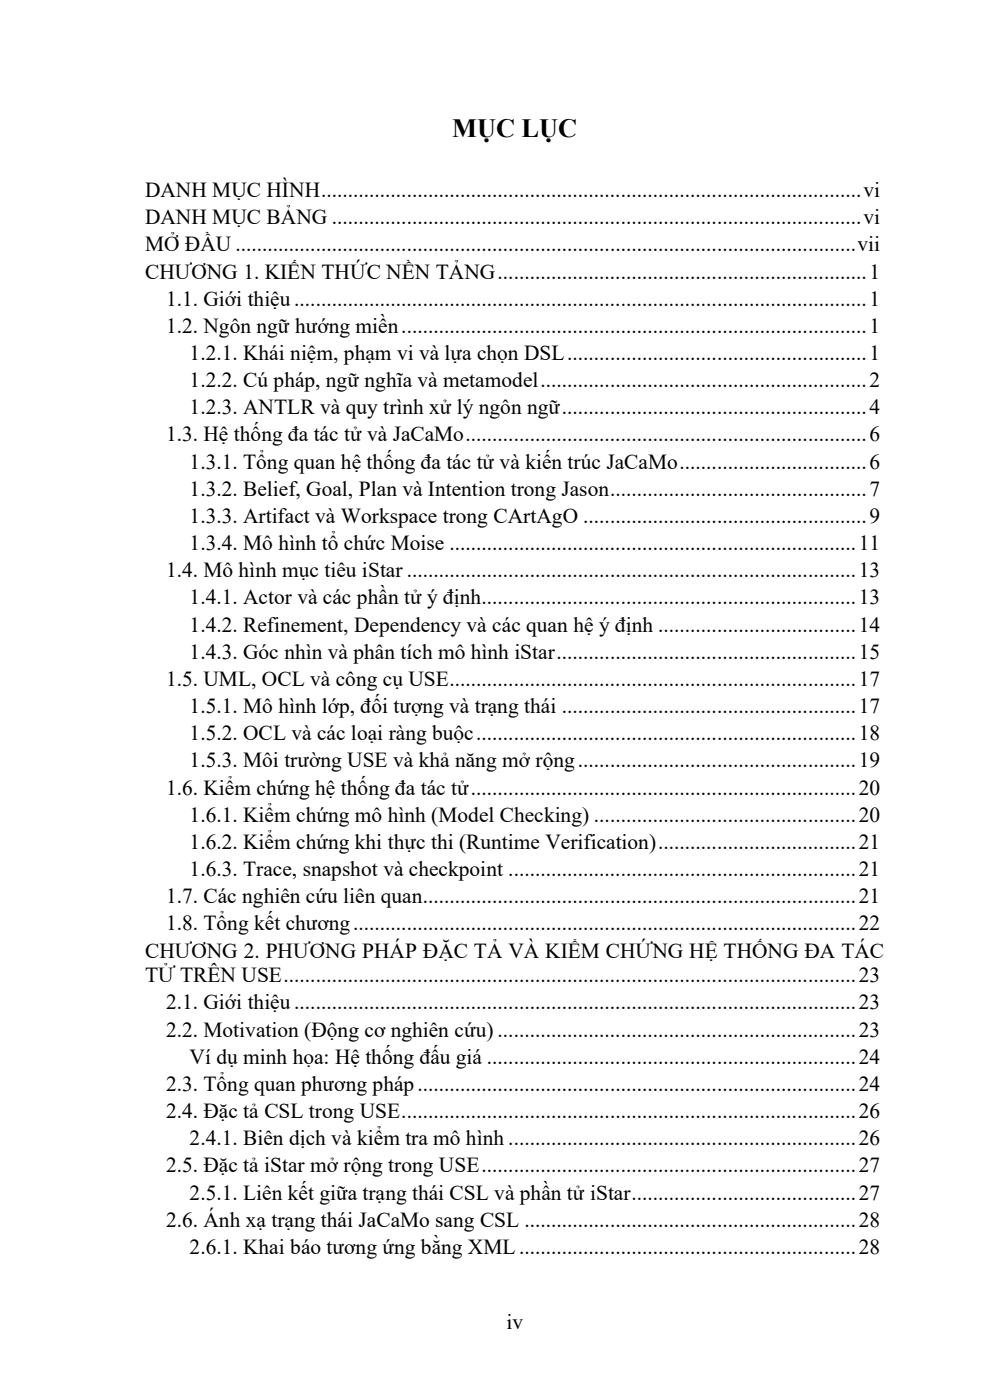 MỤC LỤC
DANH MỤC HÌNH....................................................................................................vi
DANH MỤC BẢNG ..................................................................................................vi
MỞ ĐẦU ....................................................................................................................vii
CHƯƠNG 1. KIẾN THỨC NỀN TẢNG.....................................................................1
1.1. Giới thiệu ..........................................................................................................1
1.2. Ngôn ngữ hướng miền......................................................................................1
1.2.1. Khái niệm, phạm vi và lựa chọn DSL........................................................1
1.2.2. Cú pháp, ngữ nghĩa và metamodel.............................................................2
1.2.3. ANTLR và quy trình xử lý ngôn ngữ.........................................................4
1.3. Hệ thống đa tác tử và JaCaMo..........................................................................6
1.3.1. Tổng quan hệ thống đa tác tử và kiến trúc JaCaMo...................................6
1.3.2. Belief, Goal, Plan và Intention trong Jason................................................7
1.3.3. Artifact và Workspace trong CArtAgO .....................................................9
1.3.4. Mô hình tổ chức Moise ............................................................................11
1.4. Mô hình mục tiêu iStar ...................................................................................13
1.4.1. Actor và các phần tử ý định......................................................................13
1.4.2. Refinement, Dependency và các quan hệ ý định .....................................14
1.4.3. Góc nhìn và phân tích mô hình iStar........................................................15
1.5. UML, OCL và công cụ USE...........................................................................17
1.5.1. Mô hình lớp, đối tượng và trạng thái .......................................................17
1.5.2. OCL và các loại ràng buộc.......................................................................18
1.5.3. Môi trường USE và khả năng mở rộng....................................................19
1.6. Kiểm chứng hệ thống đa tác tử.......................................................................20
1.6.1. Kiểm chứng mô hình (Model Checking) .................................................20
1.6.2. Kiểm chứng khi thực thi (Runtime Verification).....................................21
1.6.3. Trace, snapshot và checkpoint .................................................................21
1.7. Các nghiên cứu liên quan................................................................................21
1.8. Tổng kết chương.............................................................................................22
CHƯƠNG 2. PHƯƠNG PHÁP ĐẶC TẢ VÀ KIỂM CHỨNG HỆ THỐNG ĐA TÁC
TỬ TRÊN USE..........................................................................................................23
2.1. Giới thiệu ........................................................................................................23
2.2. Motivation (Động cơ nghiên cứu) ..................................................................23
Ví dụ minh họa: Hệ thống đấu giá .....................................................................24
2.3. Tổng quan phương pháp.................................................................................24
2.4. Đặc tả CSL trong USE....................................................................................26
2.4.1. Biên dịch và kiểm tra mô hình .................................................................26
2.5. Đặc tả iStar mở rộng trong USE.....................................................................27
2.5.1. Liên kết giữa trạng thái CSL và phần tử iStar..........................................27
2.6. Ánh xạ trạng thái JaCaMo sang CSL .............................................................28
2.6.1. Khai báo tương ứng bằng XML ...............................................................28
iv